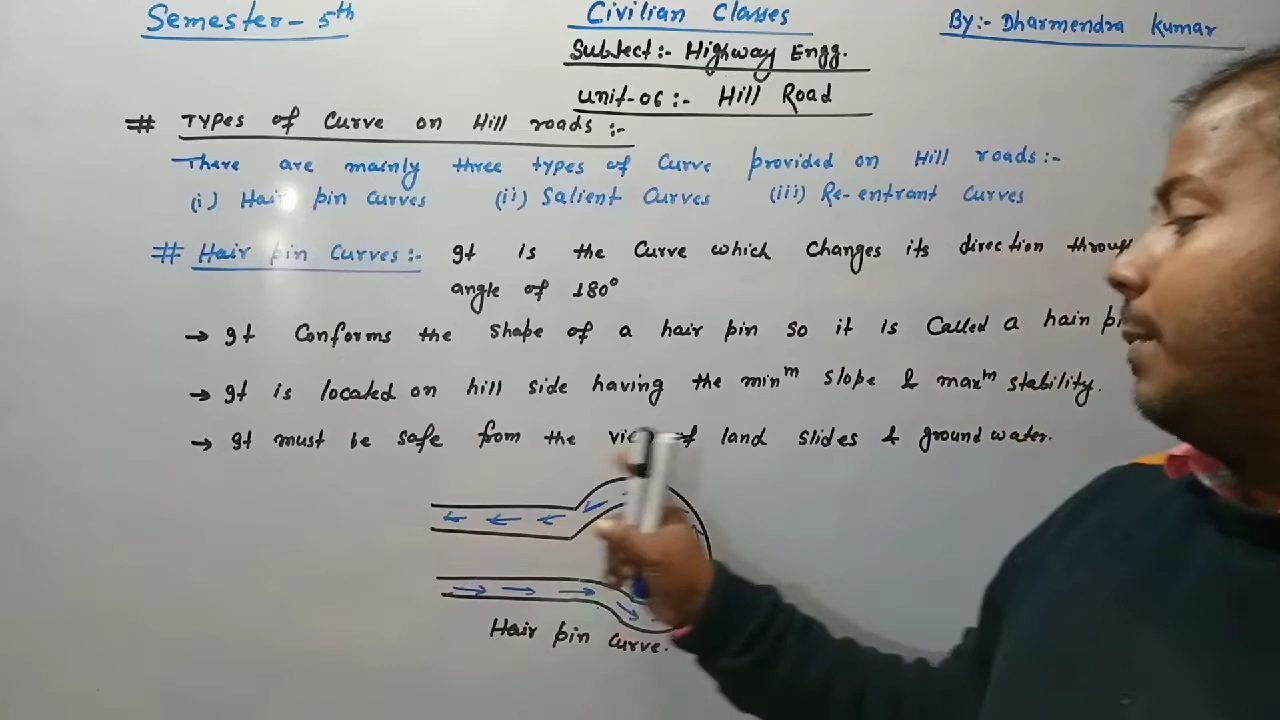 Semester - 5th
Civilian Classes
By:- Dharmendra Kumar
Subject:- Highway Engg.
Unit-06:- Hill Road
# Types of Curve on Hill roads:-
There are mainly three types of Curve provided on Hill roads:-
(i) Hair pin Curves (ii) Salient Curves (iii) Re-entrant Curves
# Hair pin Curves:- It is the Curve which Changes its direction
angle of 180°
→ It Conforms the shape of a hair pin so it is Called a hain
→ It is located on hill side having the minm slope & maxm stability.
→ It must be safe from the of land slides & ground water.
Hair pin Curve.